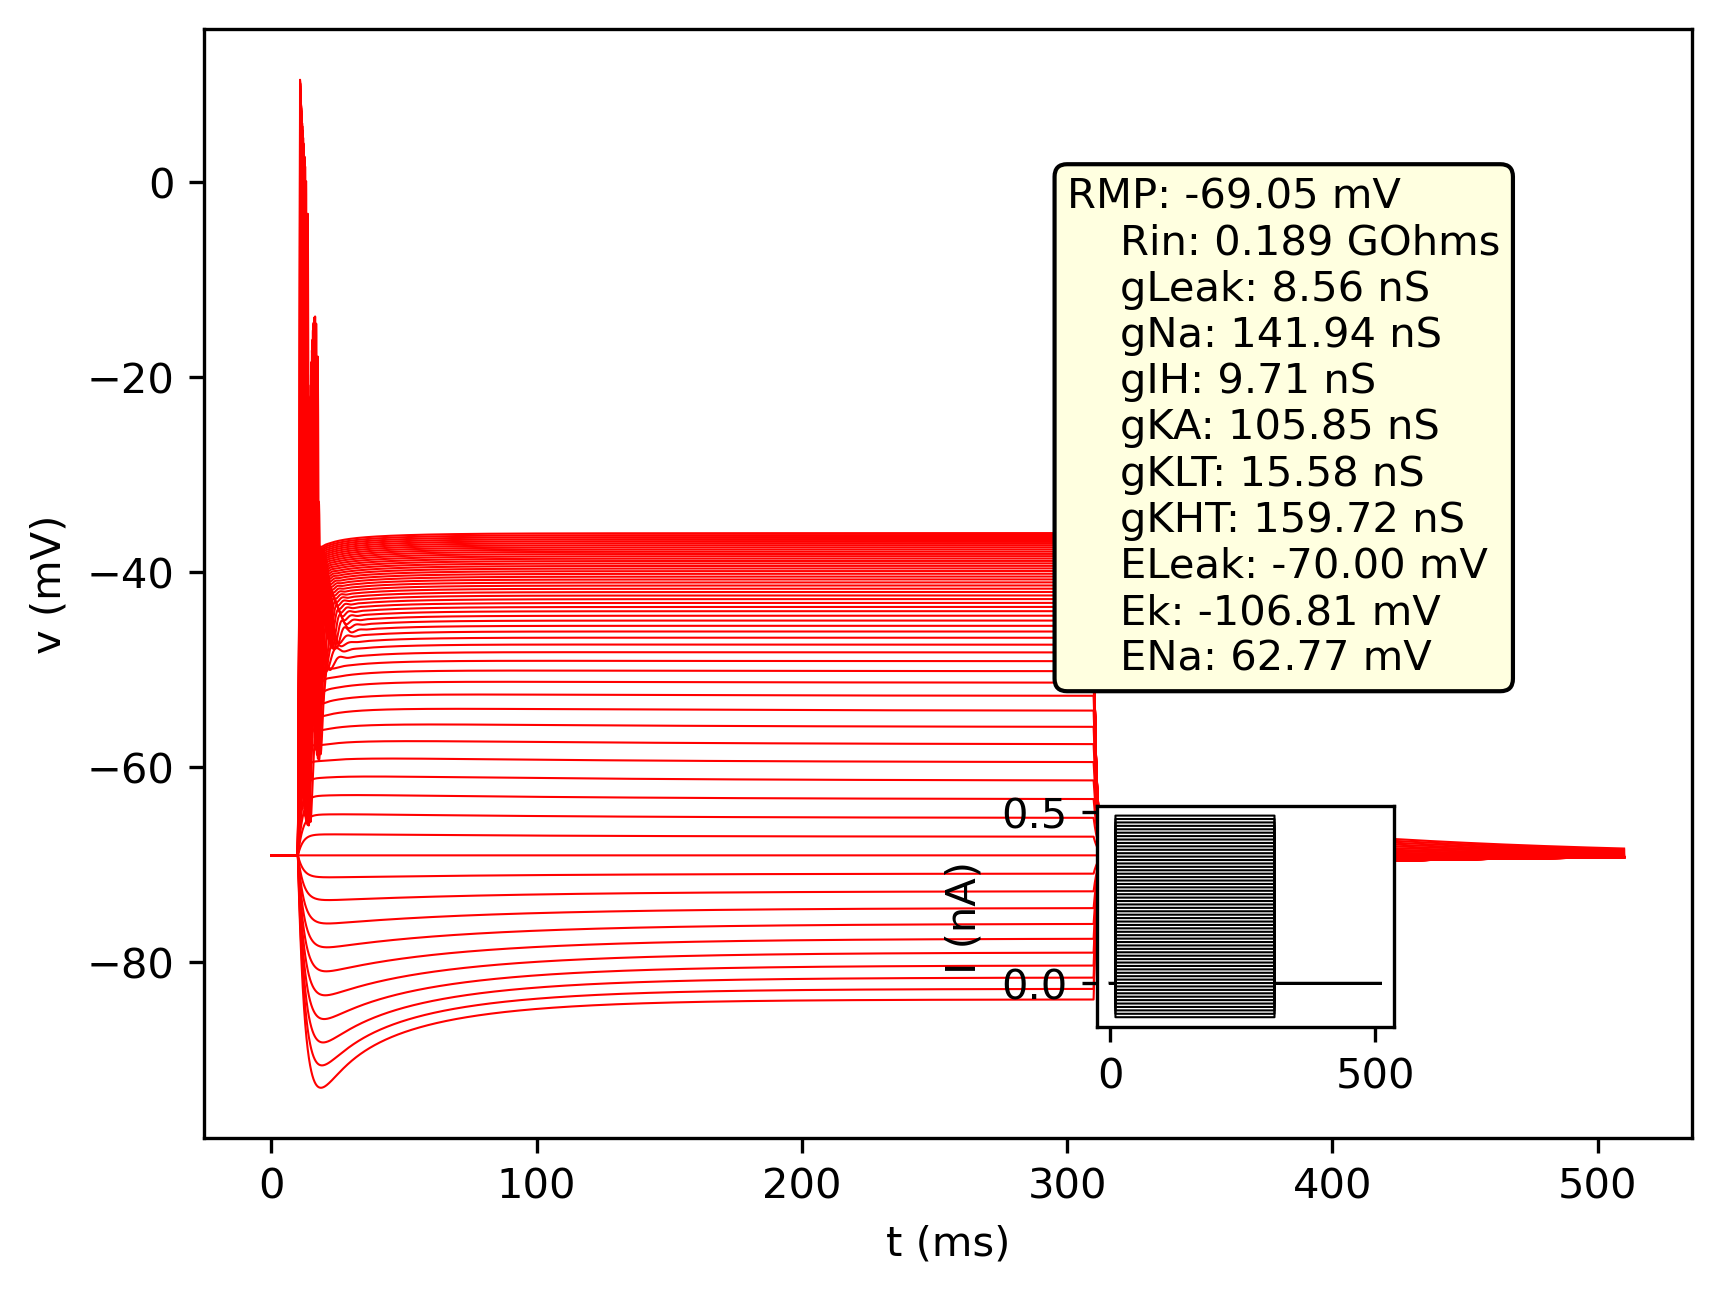 0
−20
−40
−60
−80
v (mV)
0
100
200
300
400
500
t (ms)
RMP: -69.05 mV
Rin: 0.189 GOhms
gLeak: 8.56 nS
gNa: 141.94 nS
gIH: 9.71 nS
gKA: 105.85 nS
gKLT: 15.58 nS
gKHT: 159.72 nS
ELeak: -70.00 mV
Ek: -106.81 mV
ENa: 62.77 mV
0.5
0.0
I (nA)
0
500